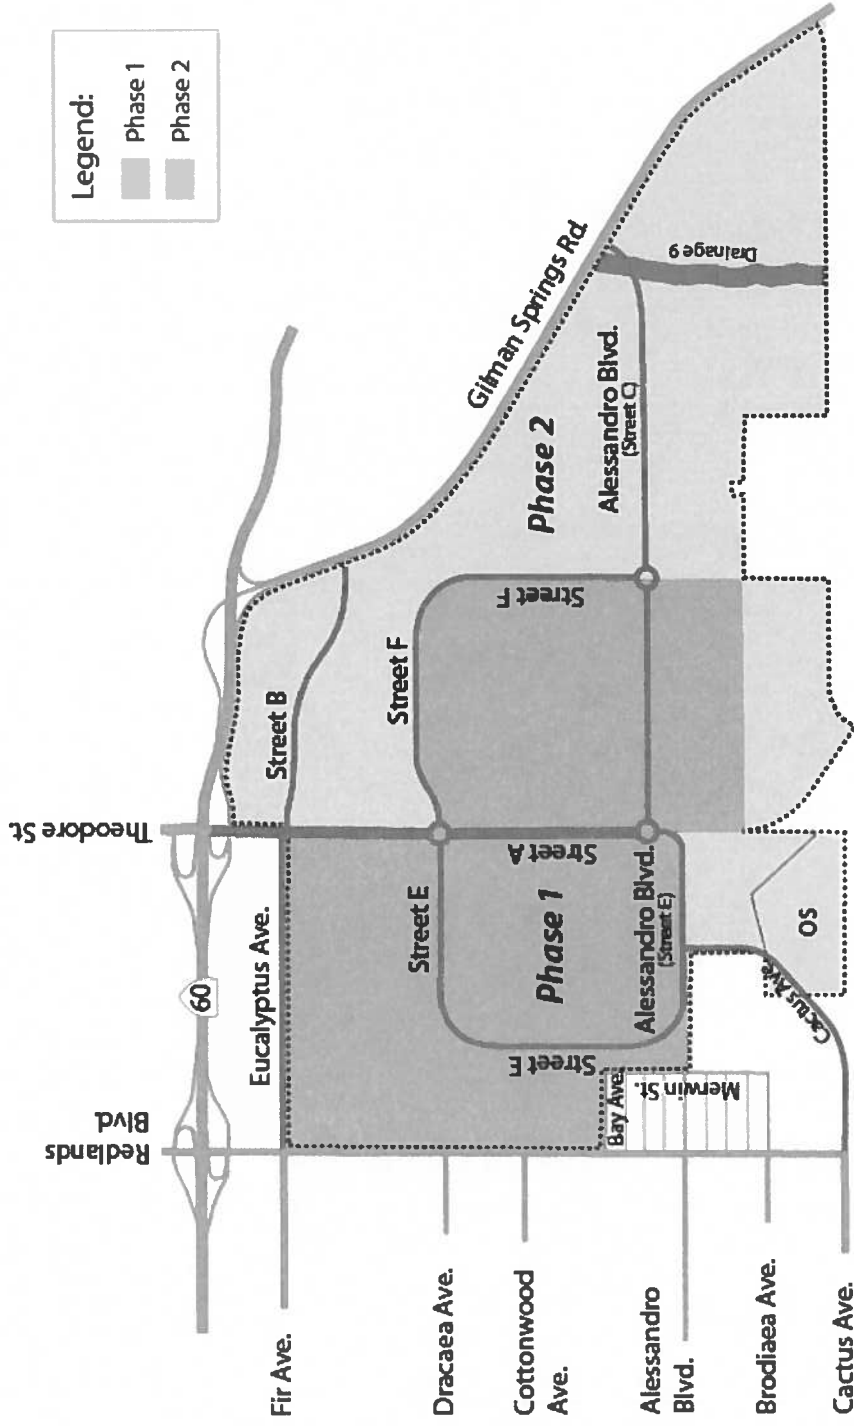 Legend:
Phase 1
Phase 2
Redlands
Blvd.
Theodore St.
60
Eucalyptus Ave.
Fir Ave.
Street B
Street E
Street F
Gilman Springs Rd.
Dracaea Ave.
Cottonwood
Ave.
Street E
Phase 1
Street A
Street F
Phase 2
Bay Ave.
Merwin St.
Alessandro
Blvd.
Alessandro Blvd.
(Street E)
Alessandro Blvd.
(Street C)
Drainage 9
Brodiaea Ave.
Cactus Ave.
OS
Cactus Ave.